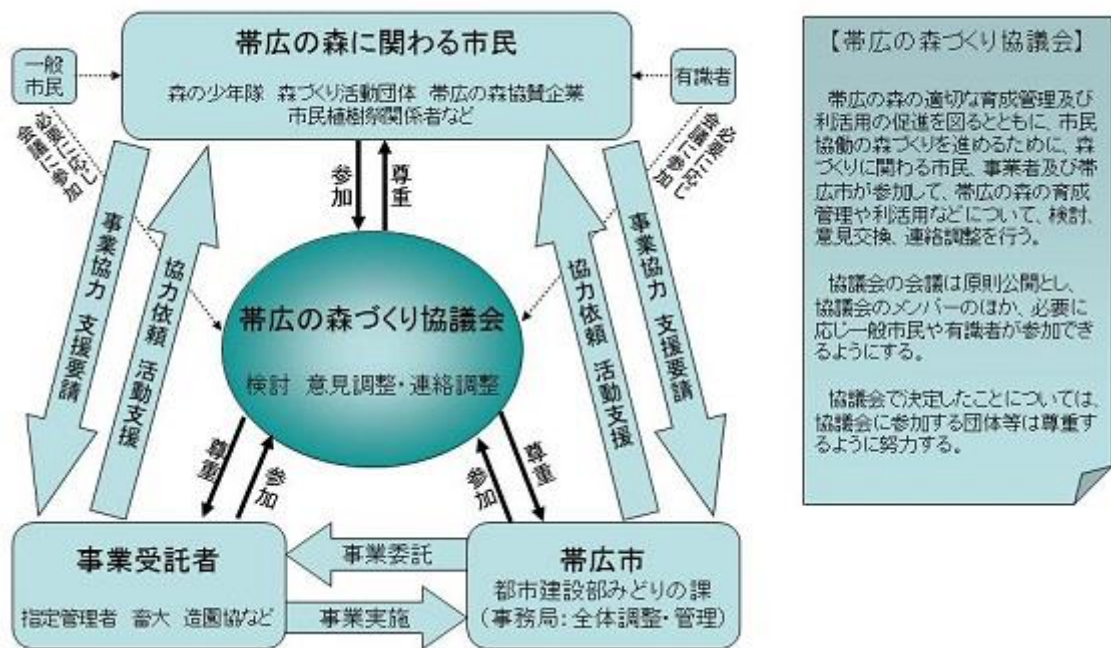 帯広の森に関わる市民
森の少年隊 森づくり活動団体 帯広の森協賛企業
市民植樹祭関係者など
一般
市民
有識者
必要に応じ
会議に参加
必要に応じ
会議に参加
参加
尊重
事業協力 支援要請
協力依頼 活動支援
協力依頼 活動支援
事業協力 支援要請
帯広の森づくり協議会
検討 意見調整・連絡調整
尊重
参加
参加
尊重
事業受託者
指定管理者 畜大 造園協など
事業委託
事業実施
帯広市
都市建設部みどりの課
(事務局:全体調整・管理)
【帯広の森づくり協議会】
帯広の森の適切な育成管理及び
利活用の促進を図るとともに、市民
協働の森づくりを進めるために、森
づくりに関わる市民、事業者及び帯
広市が参加して、帯広の森の育成
管理や利活用などについて、検討、
意見交換、連絡調整を行う。
協議会の会議は原則公開とし、
協議会のメンバーのほか、必要に
応じ一般市民や有識者が参加でき
るようにする。
協議会で決定したことについては、
協議会に参加する団体等は尊重す
るように努力する。